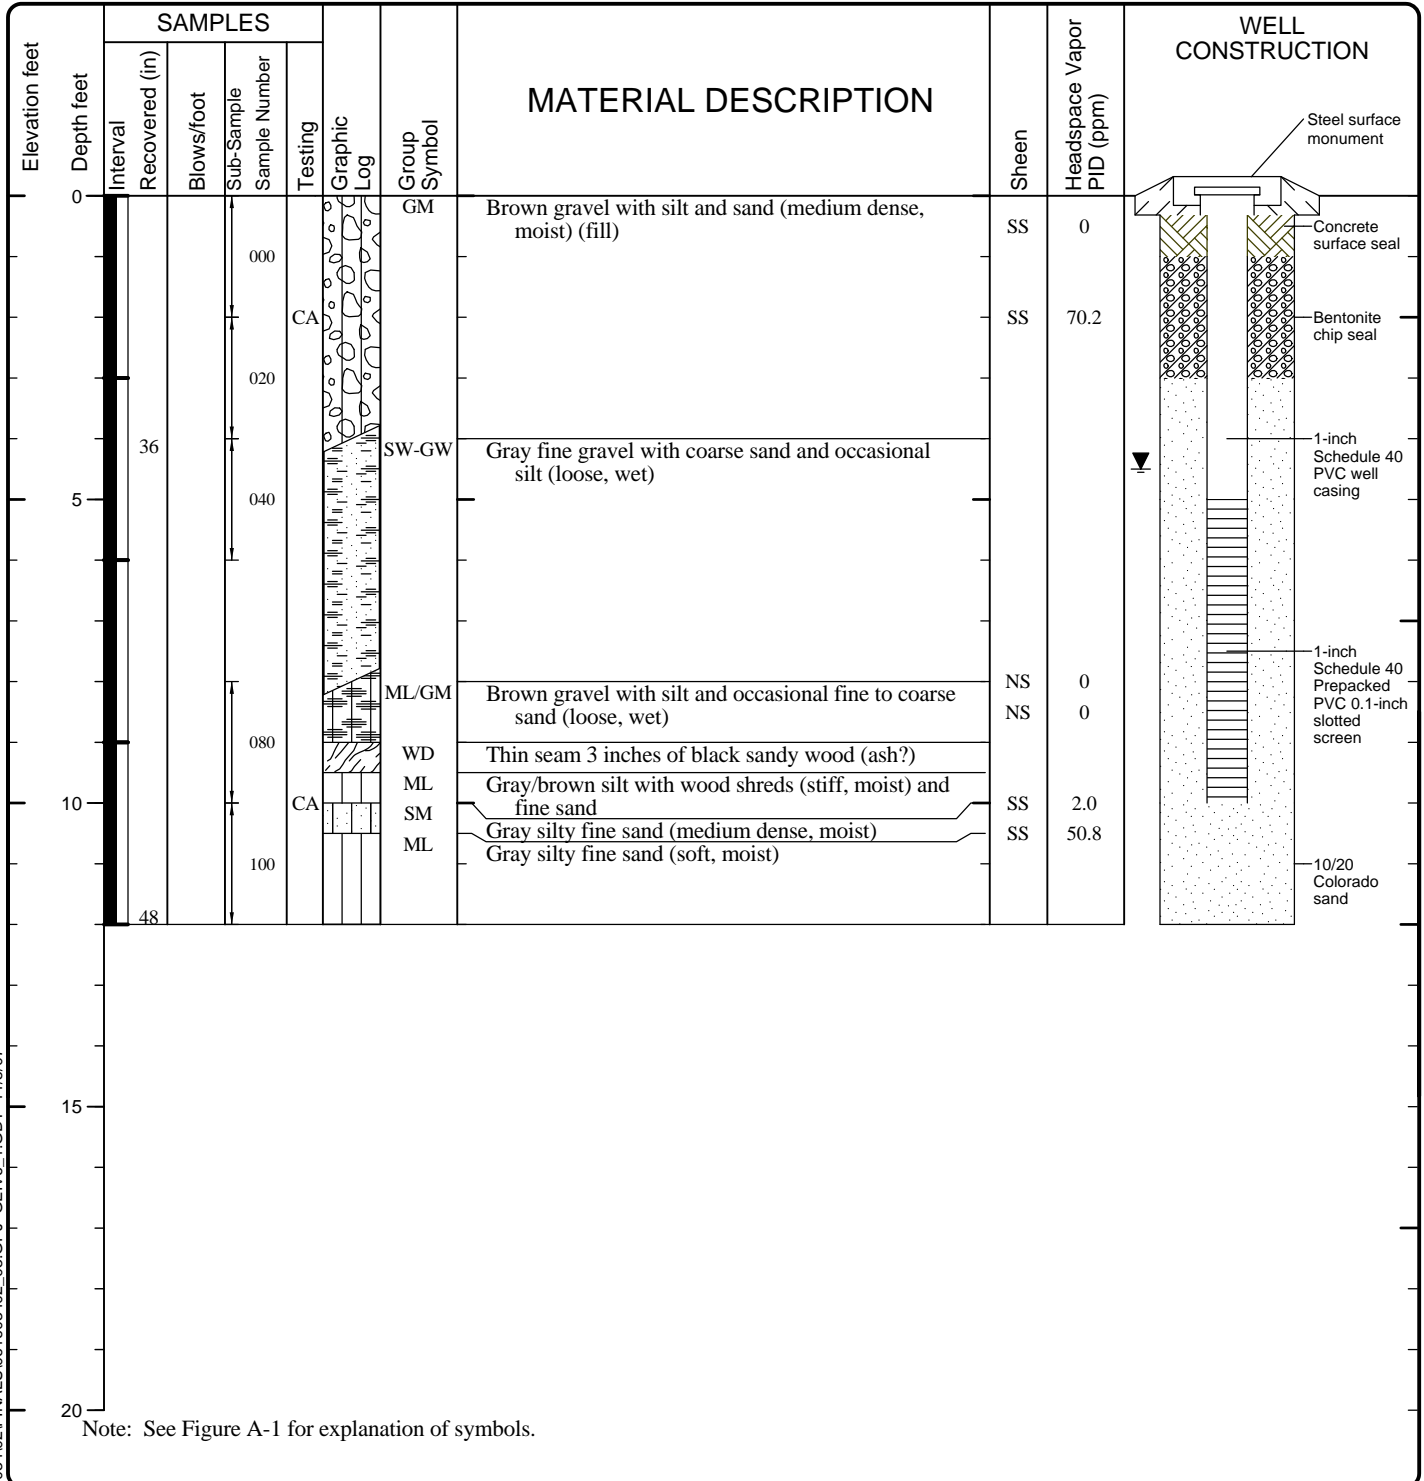 SAMPLES
Elevation feet
Depth feet
Interval
Recovered (in)
Blows/foot
Sub-Sample
Sample Number
Testing
Graphic
Log
Group
Symbol
MATERIAL DESCRIPTION
Sheen
Headspace Vapor
PID (ppm)
WELL
CONSTRUCTION
Steel surface
monument
0
GM
Brown gravel with silt and sand (medium dense,
moist) (fill)
SS
0
Concrete
surface seal
000
CA
SS
70.2
Bentonite
chip seal
020
36
SW-GW
Gray fine gravel with coarse sand and occasional
silt (loose, wet)
1-inch
Schedule 40
PVC well
casing
5
040
ML/GM
Brown gravel with silt and occasional fine to coarse
sand (loose, wet)
NS
0
NS
0
1-inch
Schedule 40
Prepacked
PVC 0.1-inch
slotted
screen
080
WD
Thin seam 3 inches of black sandy wood (ash?)
ML
Gray/brown silt with wood shreds (stiff, moist) and
fine sand
10
CA
SM
SS
2.0
Gray silty fine sand (medium dense, moist)
SS
50.8
ML
Gray silty fine sand (soft, moist)
100
10/20
Colorado
sand
48
15
20
Note: See Figure A-1 for explanation of symbols.